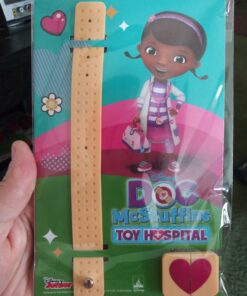 DOC
McStuffins
TOY HOSPITAL
Disney
Junior